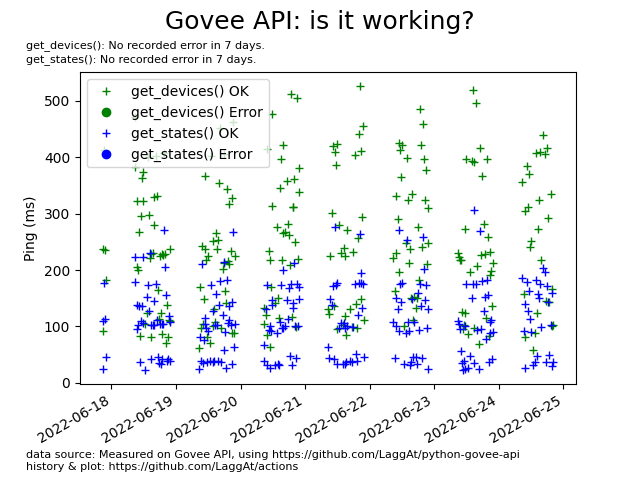 Govee API: is it working?
get_devices(): No recorded error in 7 days.
get_states(): No recorded error in 7 days.
get_devices() OK
get_devices() Error
get_states() OK
get_states() Error
Ping (ms)
500
400
300
200
100
0
2022-06-18
2022-06-19
2022-06-20
2022-06-21
2022-06-22
2022-06-23
2022-06-24
2022-06-25
data source: Measured on Govee API, using https://github.com/LaggAt/python-govee-api
history & plot: https://github.com/LaggAt/actions